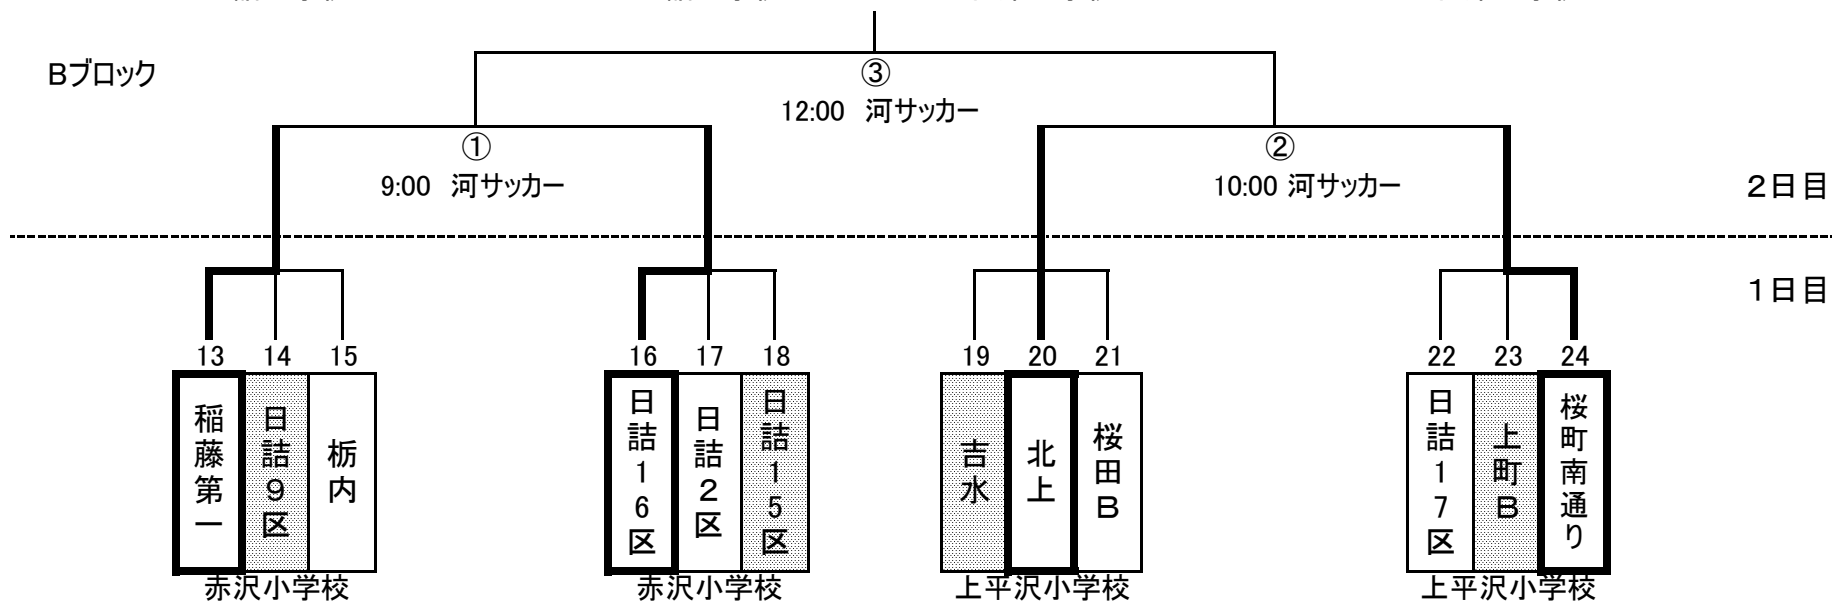 Bブロック
③
12:00 河サッカー
①
②
9:00 河サッカー
10:00 河サッカー
2日目
1日目
13 14 15 16 17 18 19 20 21 22 23 24
稲藤第一
日詰9区
栃内
日詰16区
日詰2区
日詰15区
吉水
北上
桜田B
日詰17区
上町B
桜町南通り
赤沢小学校
赤沢小学校
上平沢小学校
上平沢小学校